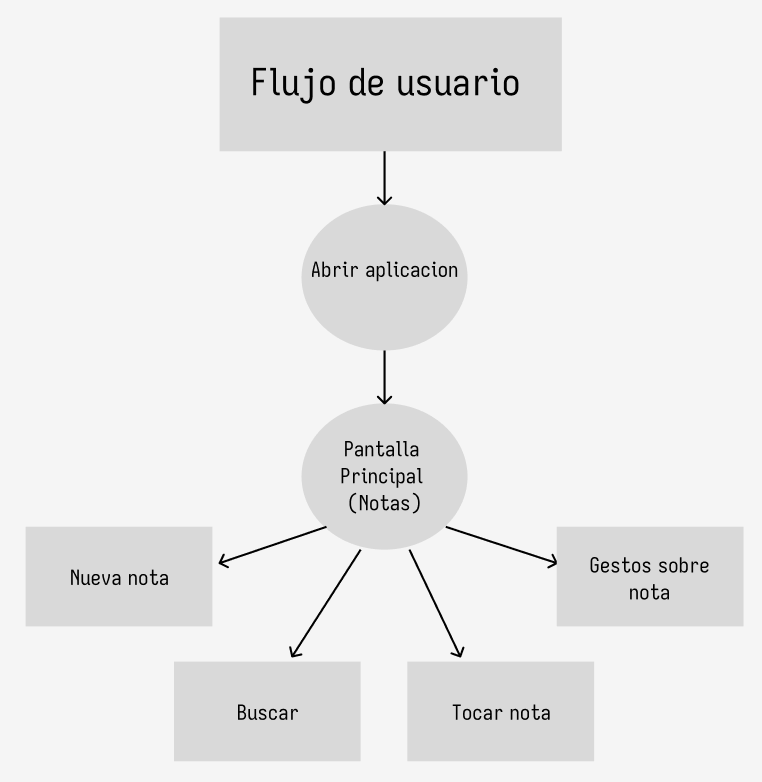 Flujo de usuario
Abrir aplicacion
Pantalla
Principal
(Notas)
Nueva nota
Gestos sobre
nota
Buscar
Tocar nota